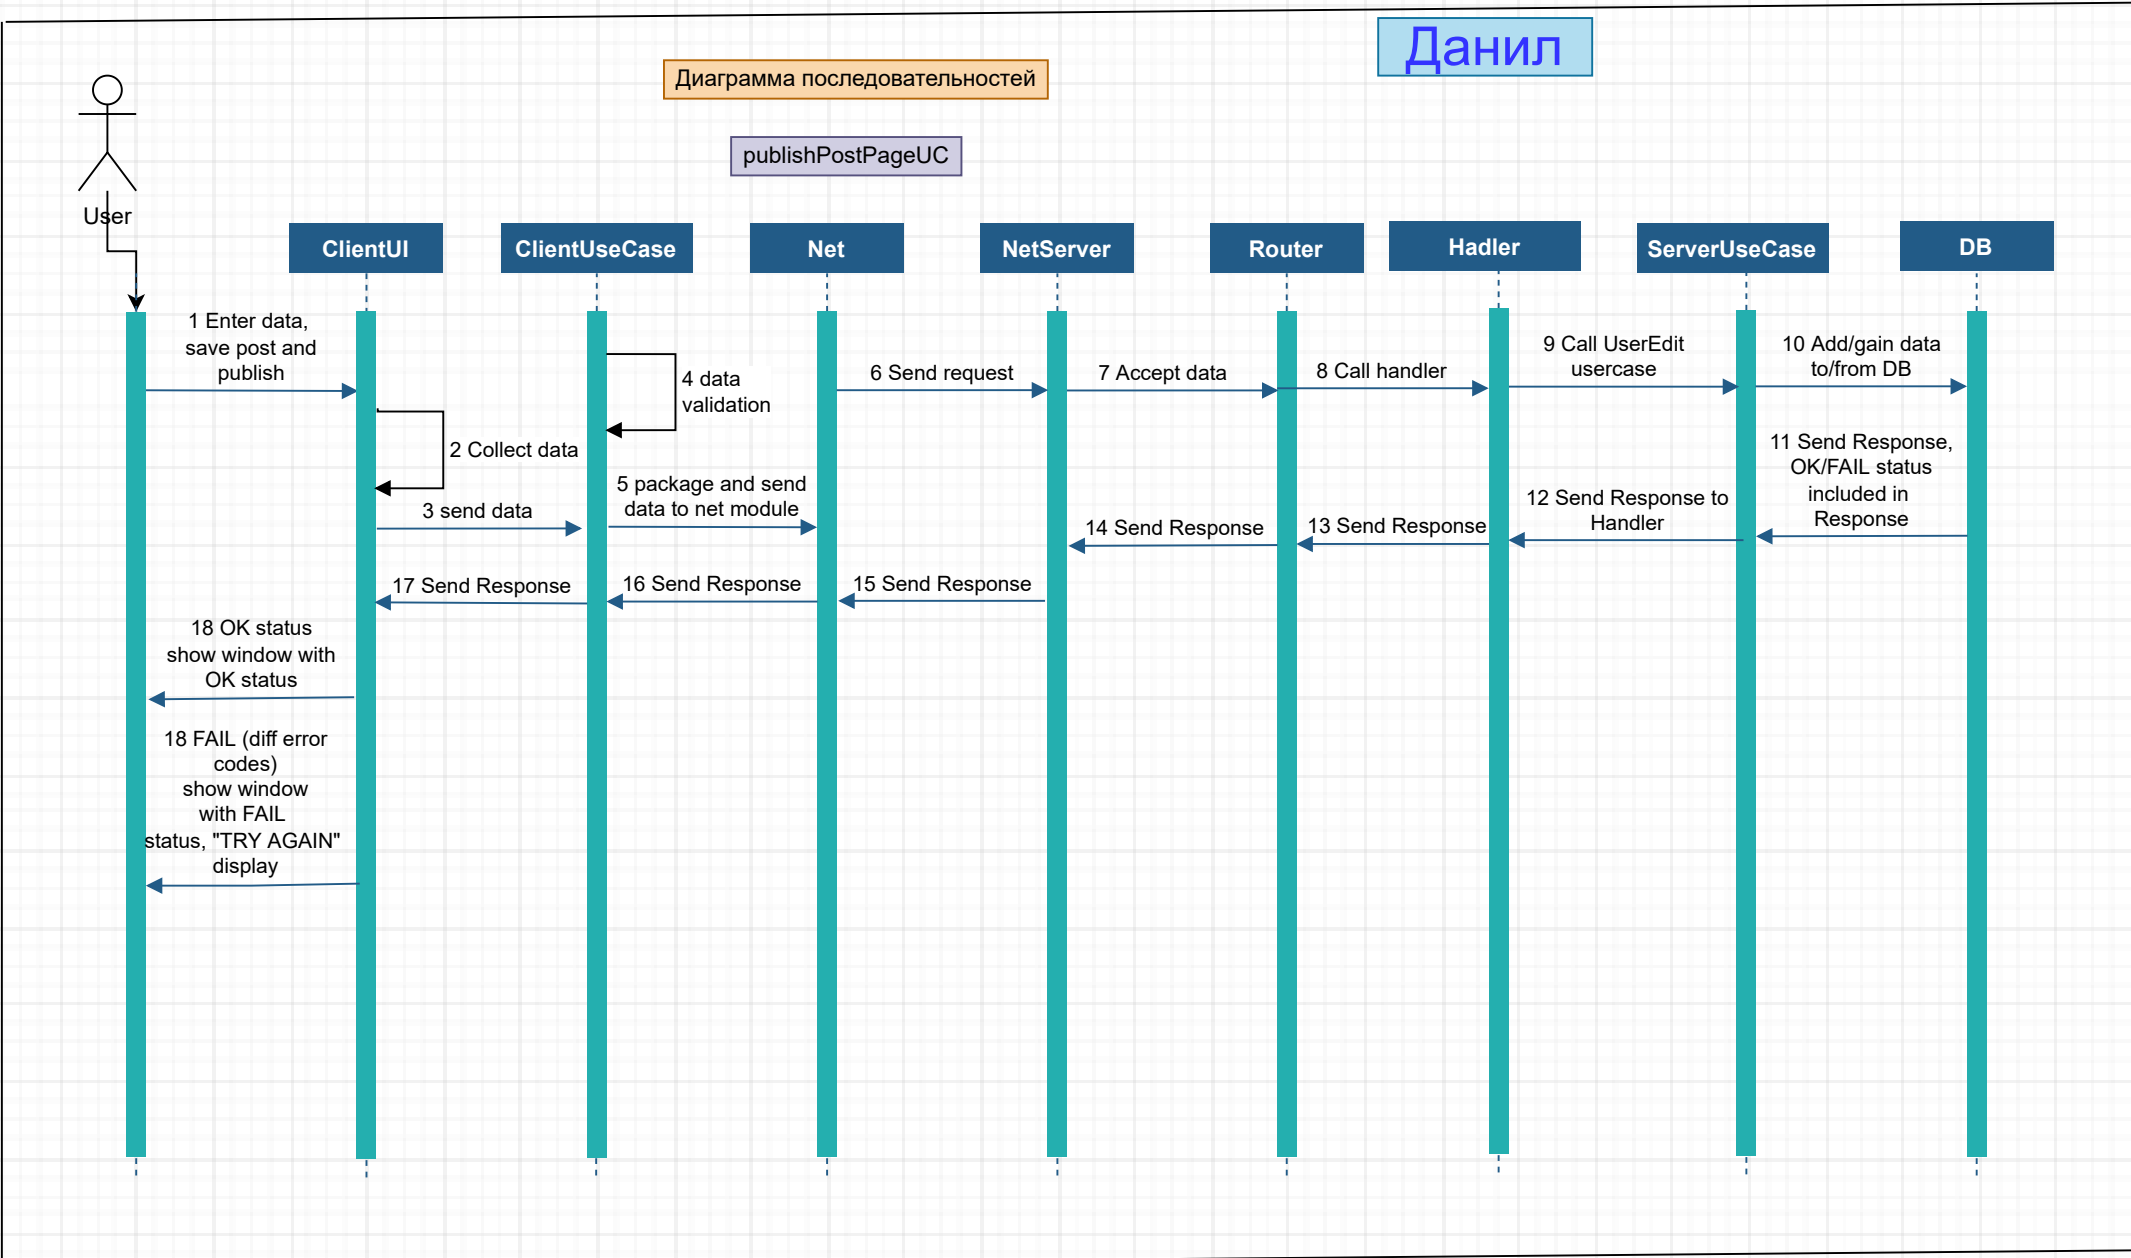 Данил
Диаграмма последовательностей
publishPostPageUC
User
ClientUI
ClientUseCase
Net
NetServer
Router
Hadler
ServerUseCase
DB
1 Enter data,
save post and
publish
2 Collect data
3 send data
4 data
validation
5 package and send
data to net module
6 Send request
7 Accept data
8 Call handler
9 Call UserEdit
usercase
10 Add/gain data
to/from DB
11 Send Response,
OK/FAIL status
included in
Response
12 Send Response to
Handler
13 Send Response
14 Send Response
15 Send Response
16 Send Response
17 Send Response
18 OK status
show window with
OK status
18 FAIL (diff error
codes)
show window
with FAIL
status, "TRY AGAIN"
display